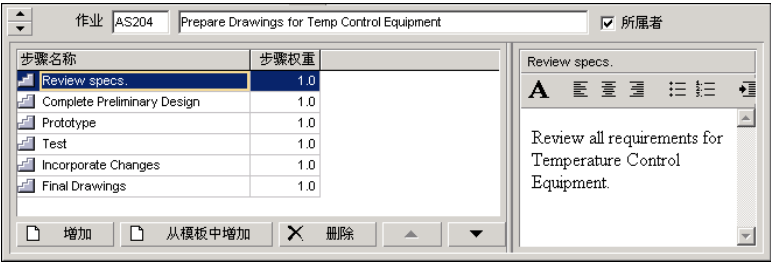 作业 AS204 Prepare Drawings for Temp Control Equipment 所属者
步骤名称 步骤权重
Review specs. 1.0
Complete Preliminary Design 1.0
Prototype 1.0
Test 1.0
Incorporate Changes 1.0
Final Drawings 1.0
增加 从模板中增加 删除
Review specs.
A
Review all requirements for
Temperature Control
Equipment.